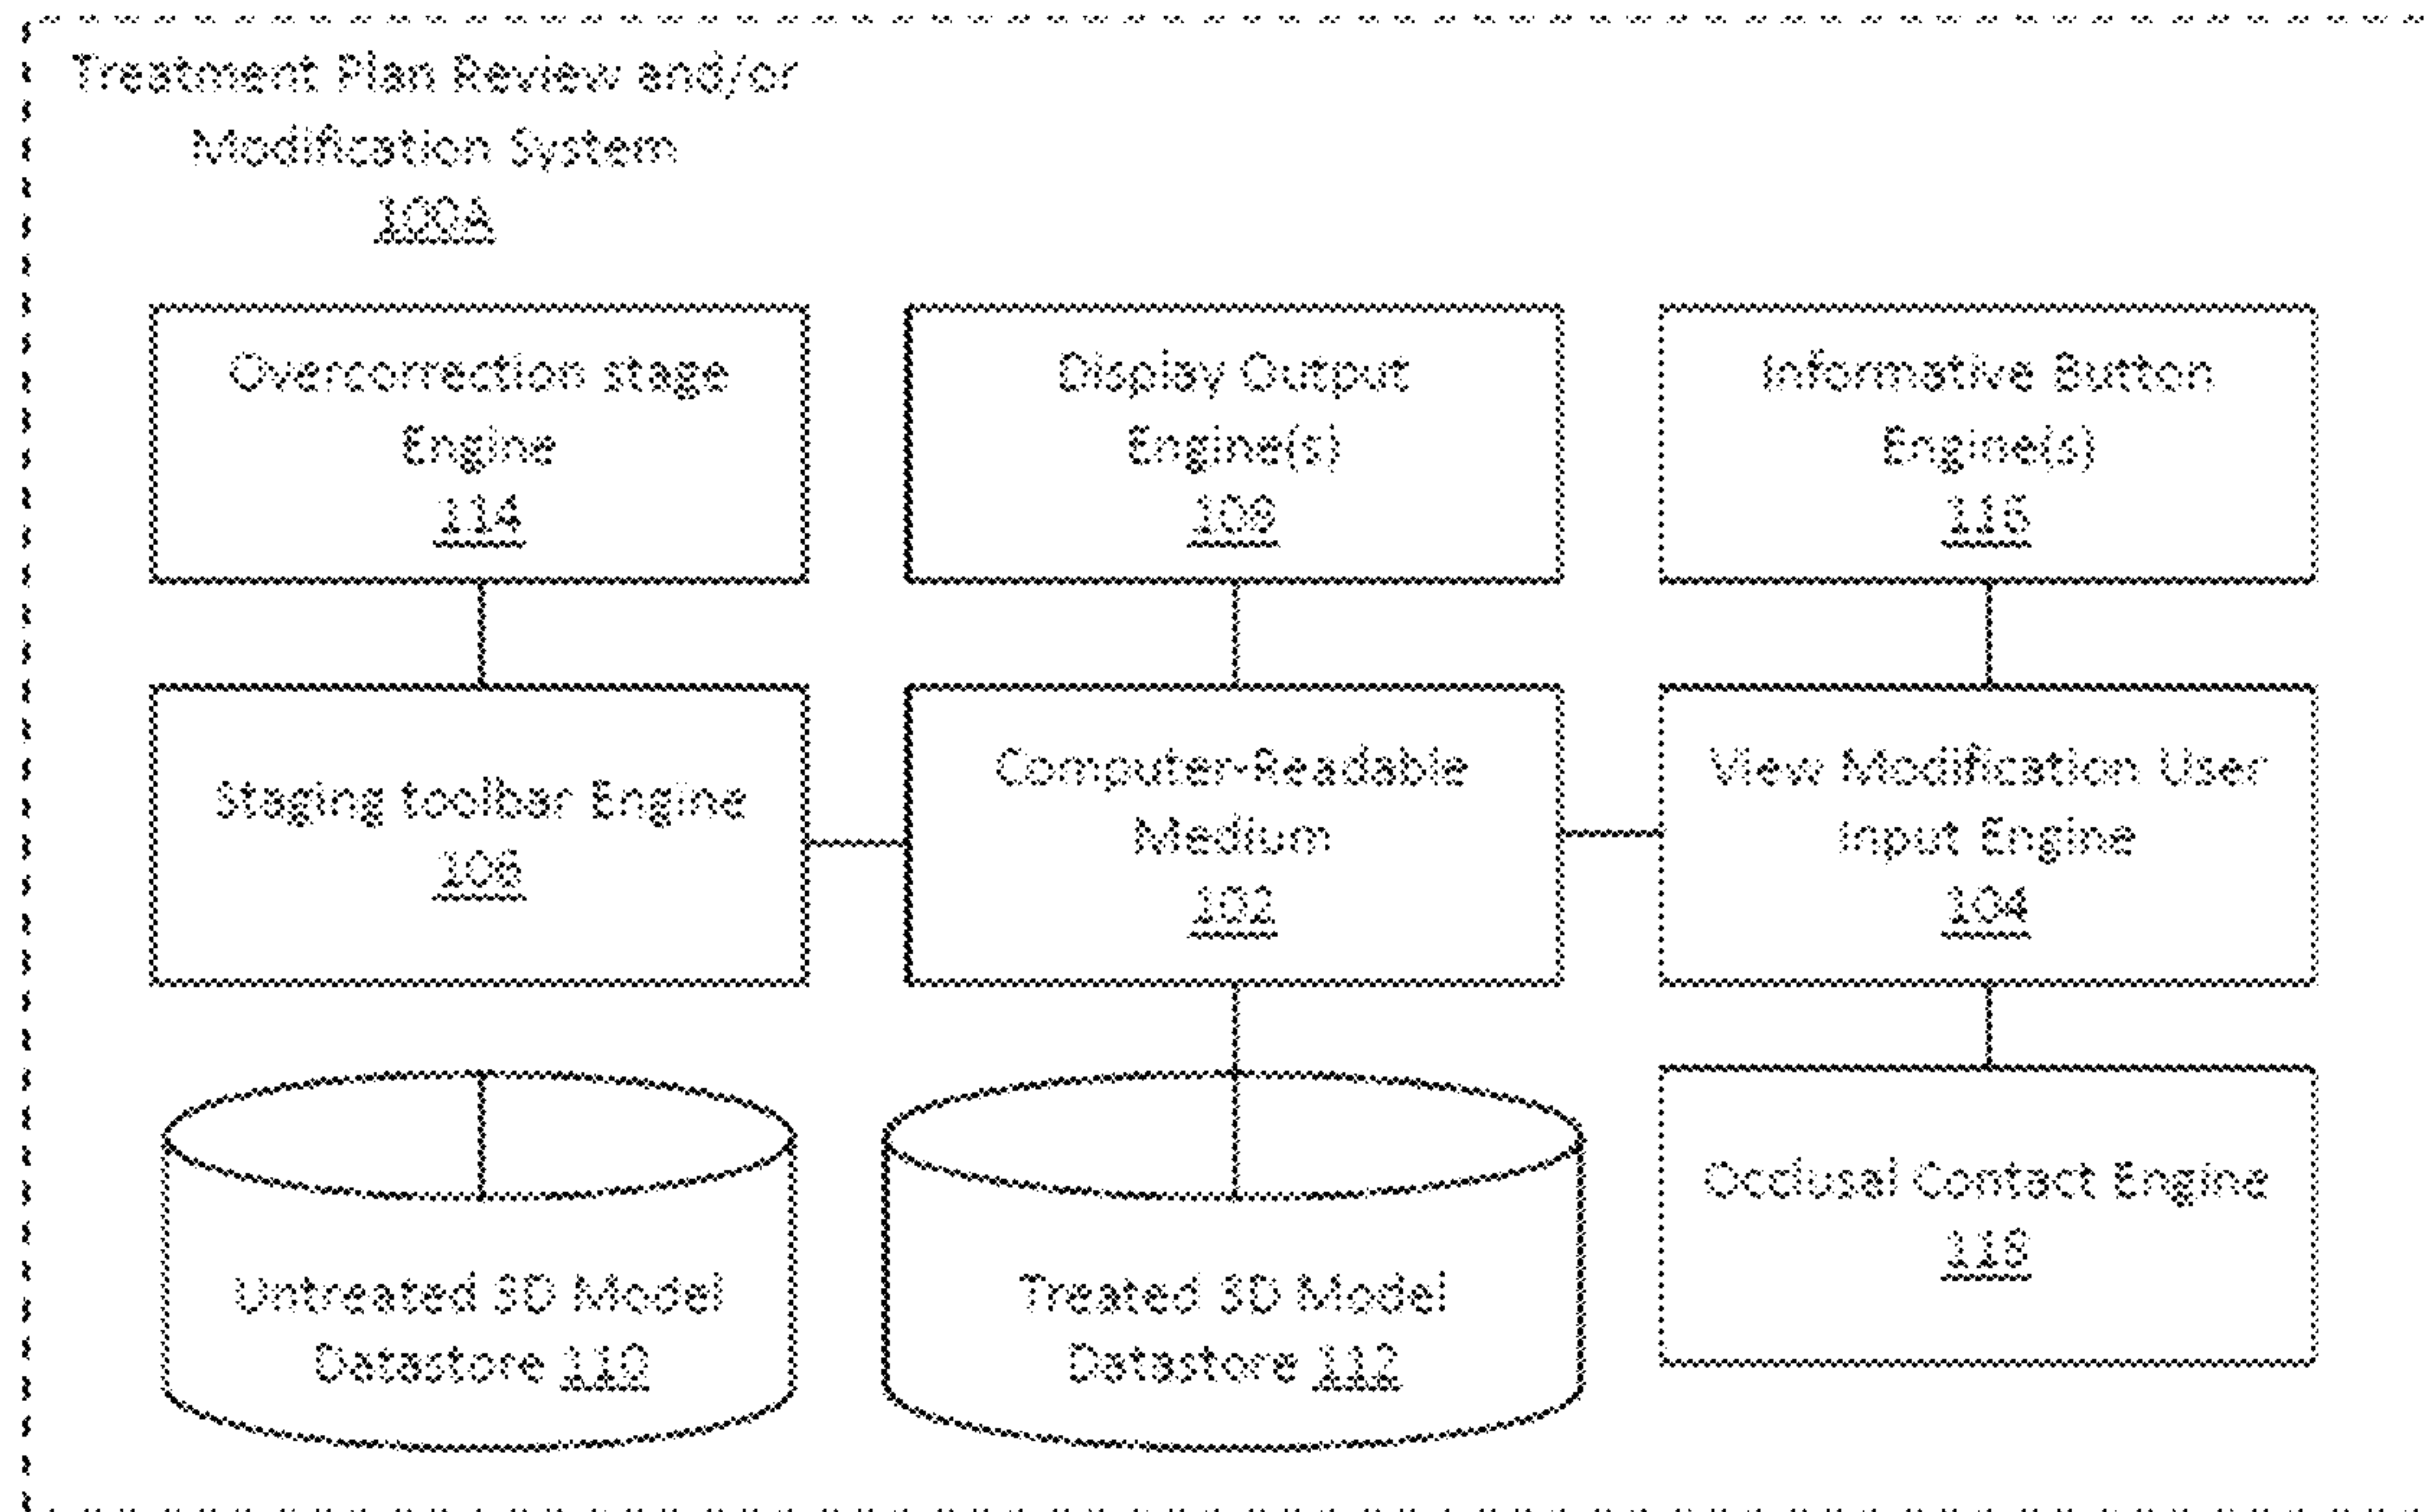 Treatment Plan Review and/or
Modification System
100A
Overcorrection stage
Engine
114
Display Output
Engine(s)
Informative Button
Engine(s)
116
Staging toolbar Engine
106
Computer-Readable
Medium
102
View Modification User
Input Engine
104
Untreated 3D Model
Datastore 110
Treated 3D Model
Datastore 112
Occlusal Contact Engine
118